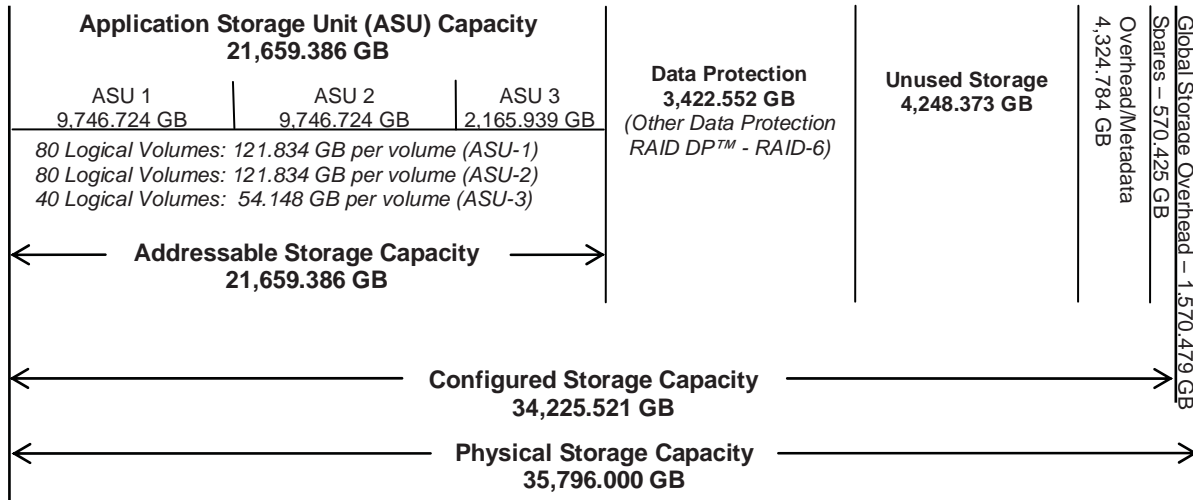 Application Storage Unit (ASU) Capacity
21,659.386 GB
ASU 1
9,746.724 GB
ASU 2
9,746.724 GB
ASU 3
2,165.939 GB
80 Logical Volumes: 121.834 GB per volume (ASU-1)
80 Logical Volumes: 121.834 GB per volume (ASU-2)
40 Logical Volumes: 54.148 GB per volume (ASU-3)
Addressable Storage Capacity
21,659.386 GB
Data Protection
3,422.552 GB
(Other Data Protection
RAID DP™ - RAID-6)
Unused Storage
4,248.373 GB
Overhead/Metadata
4,324.784 GB
Spares – 570.425 GB
Global Storage Overhead – 1,570.479 GB
Configured Storage Capacity
34,225.521 GB
Physical Storage Capacity
35,796.000 GB